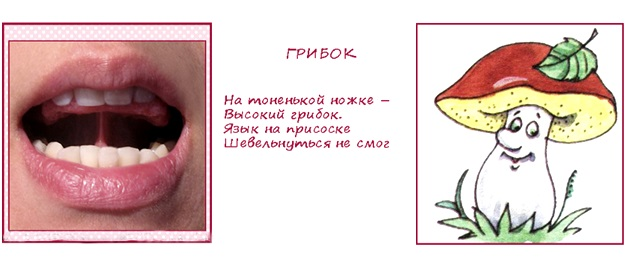 ГРИБОК
На тоненькой ножке –
Высокий грибок.
Язык на присоске
Шевельнуться не смог